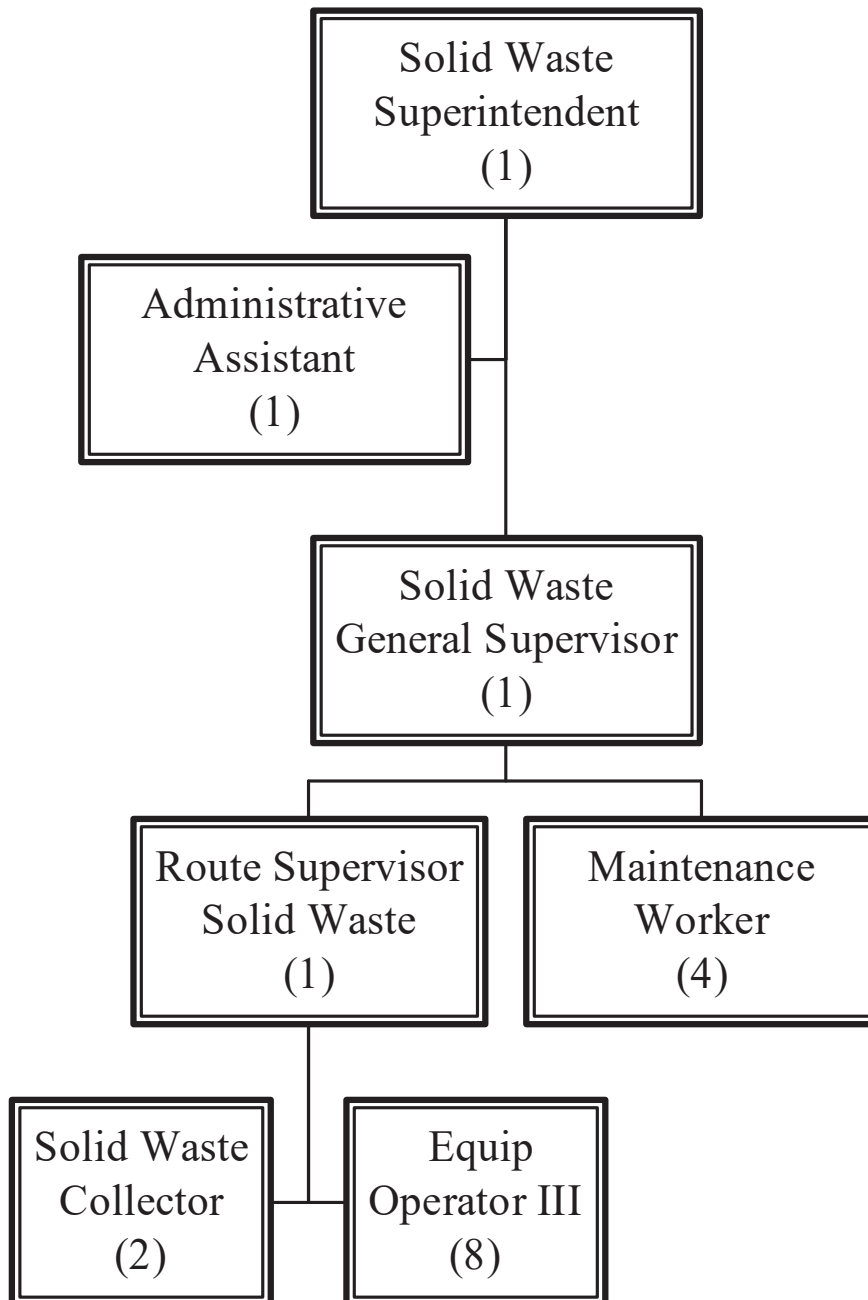 Solid Waste
Superintendent
(1)
Administrative
Assistant
(1)
Solid Waste
General Supervisor
(1)
Route Supervisor
Solid Waste
(1)
Maintenance
Worker
(4)
Solid Waste
Collector
(2)
Equip
Operator III
(8)